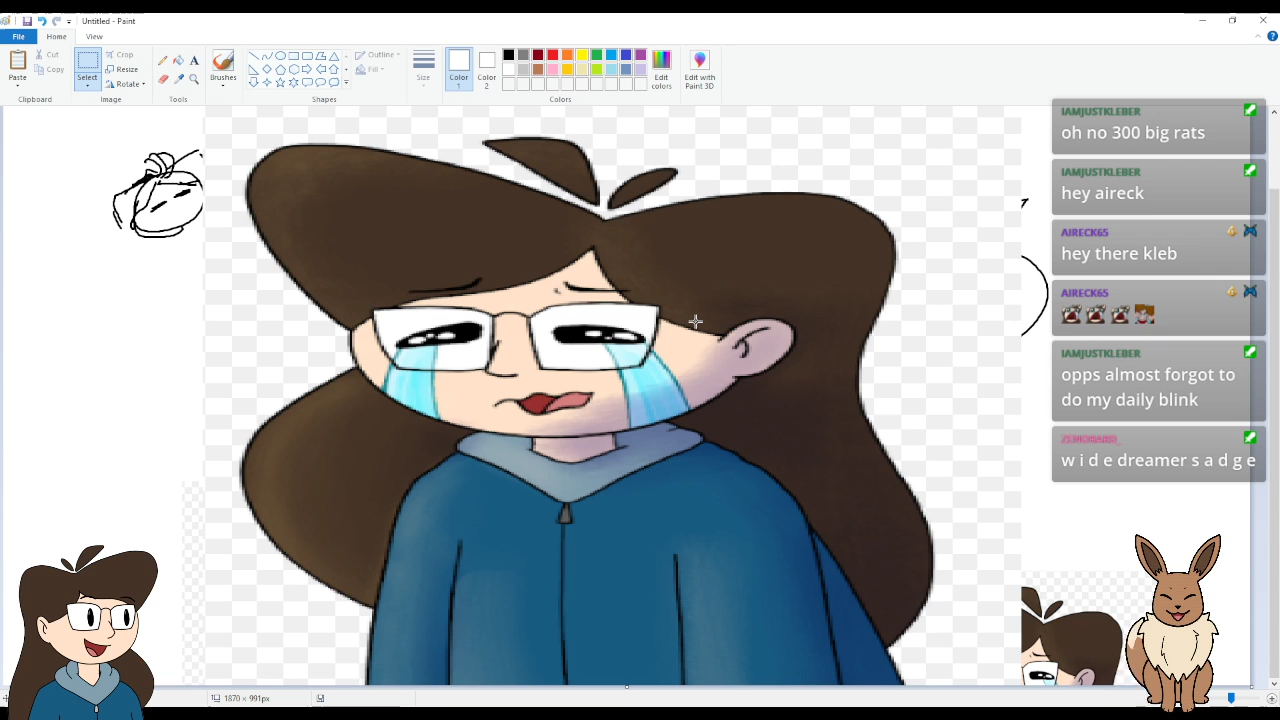 Untitled - Paint
File
Home
View
Paste
Cut
Copy
Clipboard
Select
Crop
Resize
Rotate
Image
Tools
Brushes
Outline
Fill
Shapes
Size
Color 1
Color 2
Edit colors
Colors
Edit with Paint 3D
IAMJUSTKLEBER
oh no 300 big rats
IAMJUSTKLEBER
hey aireck
AIRECK65
hey there kleb
AIRECK65
IAMJUSTKLEBER
opps almost forgot to
do my daily blink
w i d e dreamer s a d g e
1870 × 991px